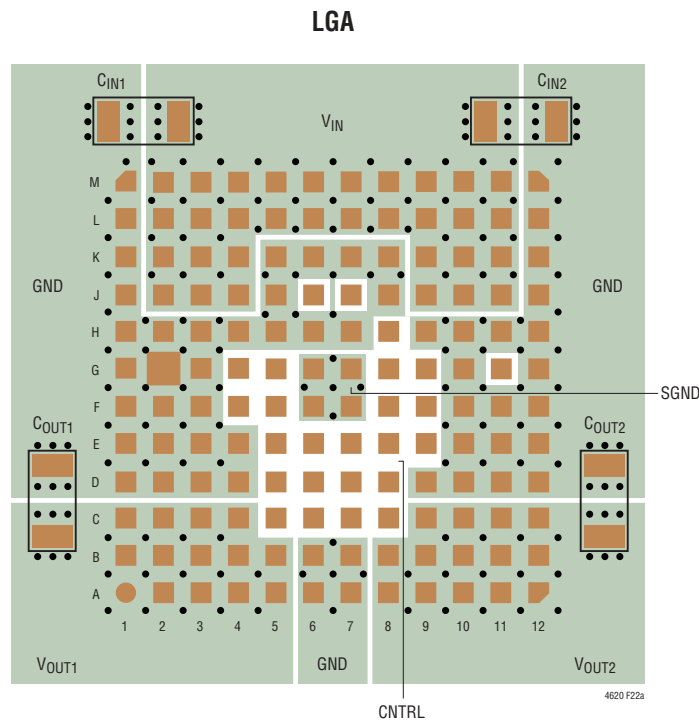 LGA
CIN1
CIN2
VIN
M
L
K
GND
J
GND
H
G
SGND
F
COUT1
COUT2
E
D
C
B
A
1 2 3 4 5 6 7 8 9 10 11 12
VOUT1
GND
VOUT2
4620 F22a
CNTRL